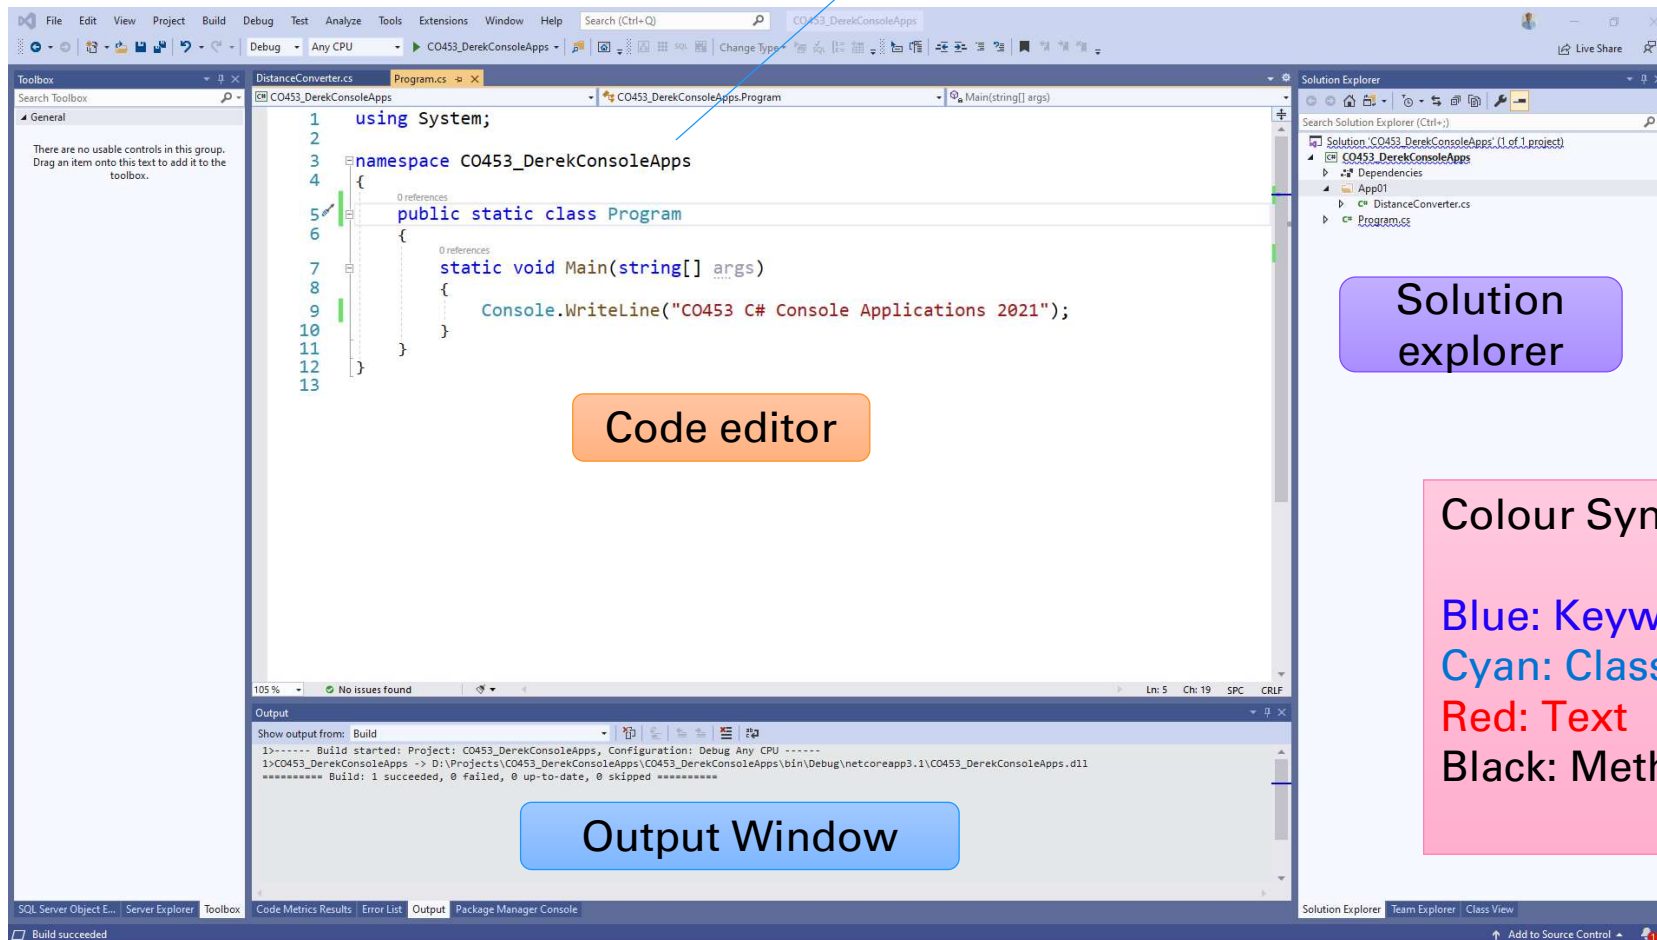 File Edit View Project Build Debug Test Analyze Tools Extensions Window Help Search (Ctrl+Q) CO453_DerekConsoleApps
Debug Any CPU CO453_DerekConsoleApps Change Type Live Share
Toolbox
Search Toolbox
General
There are no usable controls in this group.
Drag an item onto this text to add it to the
toolbox.
DistanceConverter.cs Program.cs
CO453_DerekConsoleApps CO453_DerekConsoleApps.Program Main(string[] args)
1 using System;
2
3 namespace CO453_DerekConsoleApps
4 {
0 references
5 public static class Program
6 {
0 references
7 static void Main(string[] args)
8 {
9 Console.WriteLine("CO453 C# Console Applications 2021");
10 }
11 }
12 }
13
Code editor
105 % No issues found Ln: 5 Ch: 19 SPC CRLF
Output
Show output from: Build
1>------ Build started: Project: CO453_DerekConsoleApps, Configuration: Debug Any CPU ------
1>CO453_DerekConsoleApps -> D:\Projects\CO453_DerekConsoleApps\CO453_DerekConsoleApps\bin\Debug\netcoreapp3.1\CO453_DerekConsoleApps.dll
========== Build: 1 succeeded, 0 failed, 0 up-to-date, 0 skipped ==========
Output Window
Solution Explorer
Search Solution Explorer (Ctrl+;)
Solution 'CO453_DerekConsoleApps' (1 of 1 project)
CO453_DerekConsoleApps
Dependencies
App01
C# DistanceConverter.cs
C# Program.cs
Solution
explorer
Colour Syn
Blue: Keyw
Cyan: Class
Red: Text
Black: Meth
SQL Server Object E... Server Explorer Toolbox Code Metrics Results Error List Output Package Manager Console Solution Explorer Team Explorer Class View
Build succeeded Add to Source Control 1